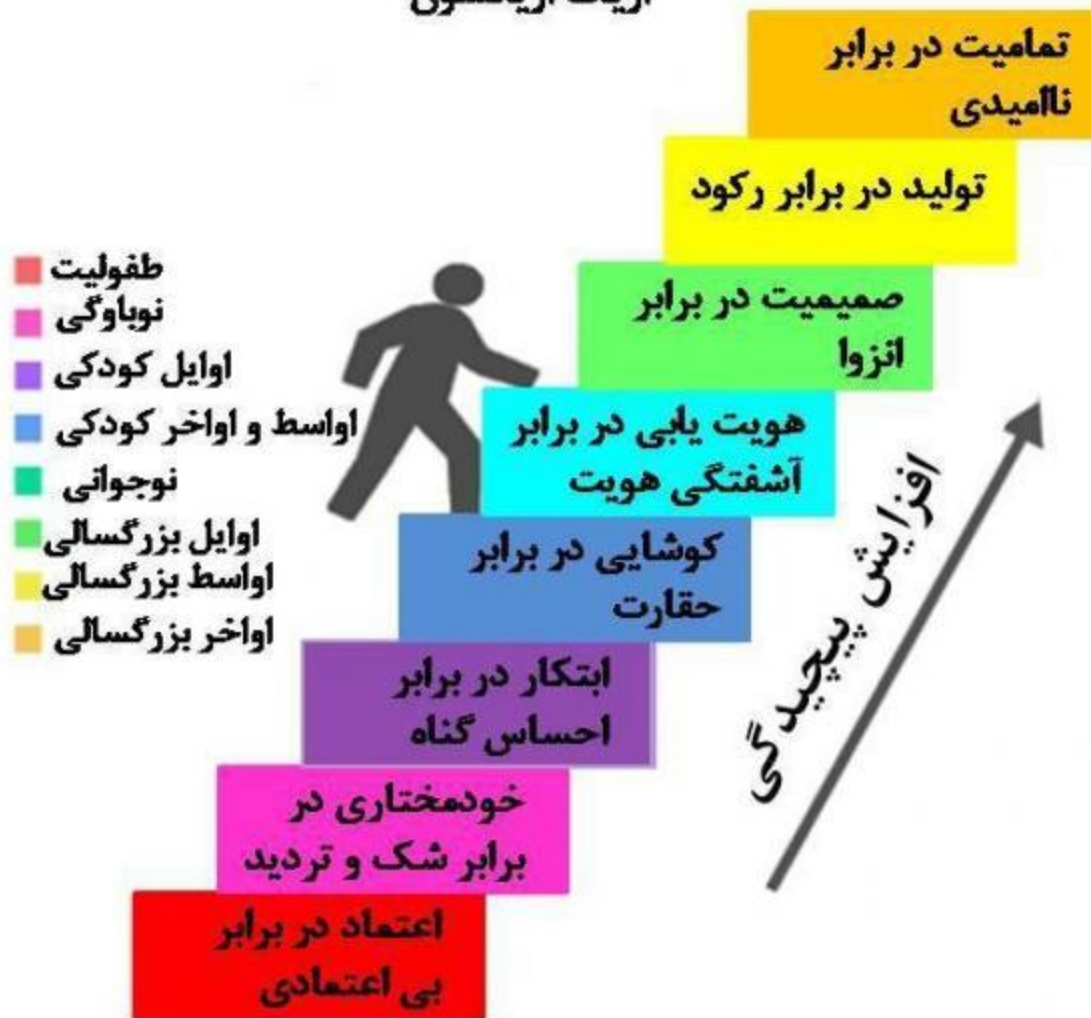 تمامیت در برابر
ناامیدی
تولید در برابر رکود
صمیمیت در برابر
انزوا
هویت یابی در برابر
آشفتگی هویت
کوشایی در برابر
حقارت
ابتکار در برابر
احساس گناه
خودمختاری در
برابر شک و تردید
اعتماد در برابر
بی اعتمادی
افزایش پیچیدگی
طفولیت
نوباوگی
اوایل کودکی
اواسط و اواخر کودکی
نوجوانی
اوایل بزرگسالی
اواسط بزرگسالی
اواخر بزرگسالی